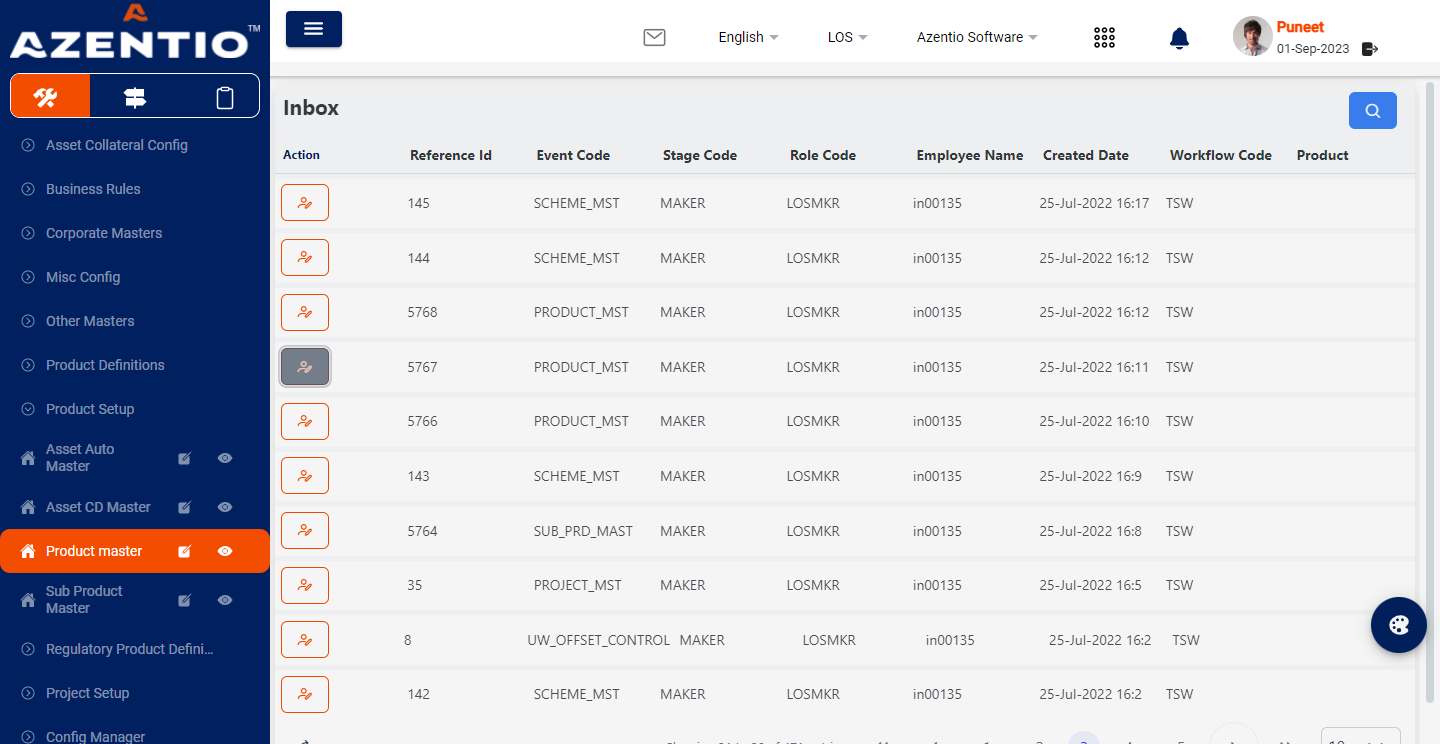 AZENTIO™
English
LOS
Azentio Software
Puneet
01-Sep-2023
Asset Collateral Config
Business Rules
Corporate Masters
Misc Config
Other Masters
Product Definitions
Product Setup
Asset Auto
Master
Asset CD Master
Product master
Sub Product
Master
Regulatory Product Defini...
Project Setup
Config Manager
Inbox
Action Reference Id Event Code Stage Code Role Code Employee Name Created Date Workflow Code Product
145 SCHEME_MST MAKER LOSMKR in00135 25-Jul-2022 16:17 TSW
144 SCHEME_MST MAKER LOSMKR in00135 25-Jul-2022 16:12 TSW
5768 PRODUCT_MST MAKER LOSMKR in00135 25-Jul-2022 16:12 TSW
5767 PRODUCT_MST MAKER LOSMKR in00135 25-Jul-2022 16:11 TSW
5766 PRODUCT_MST MAKER LOSMKR in00135 25-Jul-2022 16:10 TSW
143 SCHEME_MST MAKER LOSMKR in00135 25-Jul-2022 16:9 TSW
5764 SUB_PRD_MAST MAKER LOSMKR in00135 25-Jul-2022 16:8 TSW
35 PROJECT_MST MAKER LOSMKR in00135 25-Jul-2022 16:5 TSW
8 UW_OFFSET_CONTROL MAKER LOSMKR in00135 25-Jul-2022 16:2 TSW
142 SCHEME_MST MAKER LOSMKR in00135 25-Jul-2022 16:2 TSW